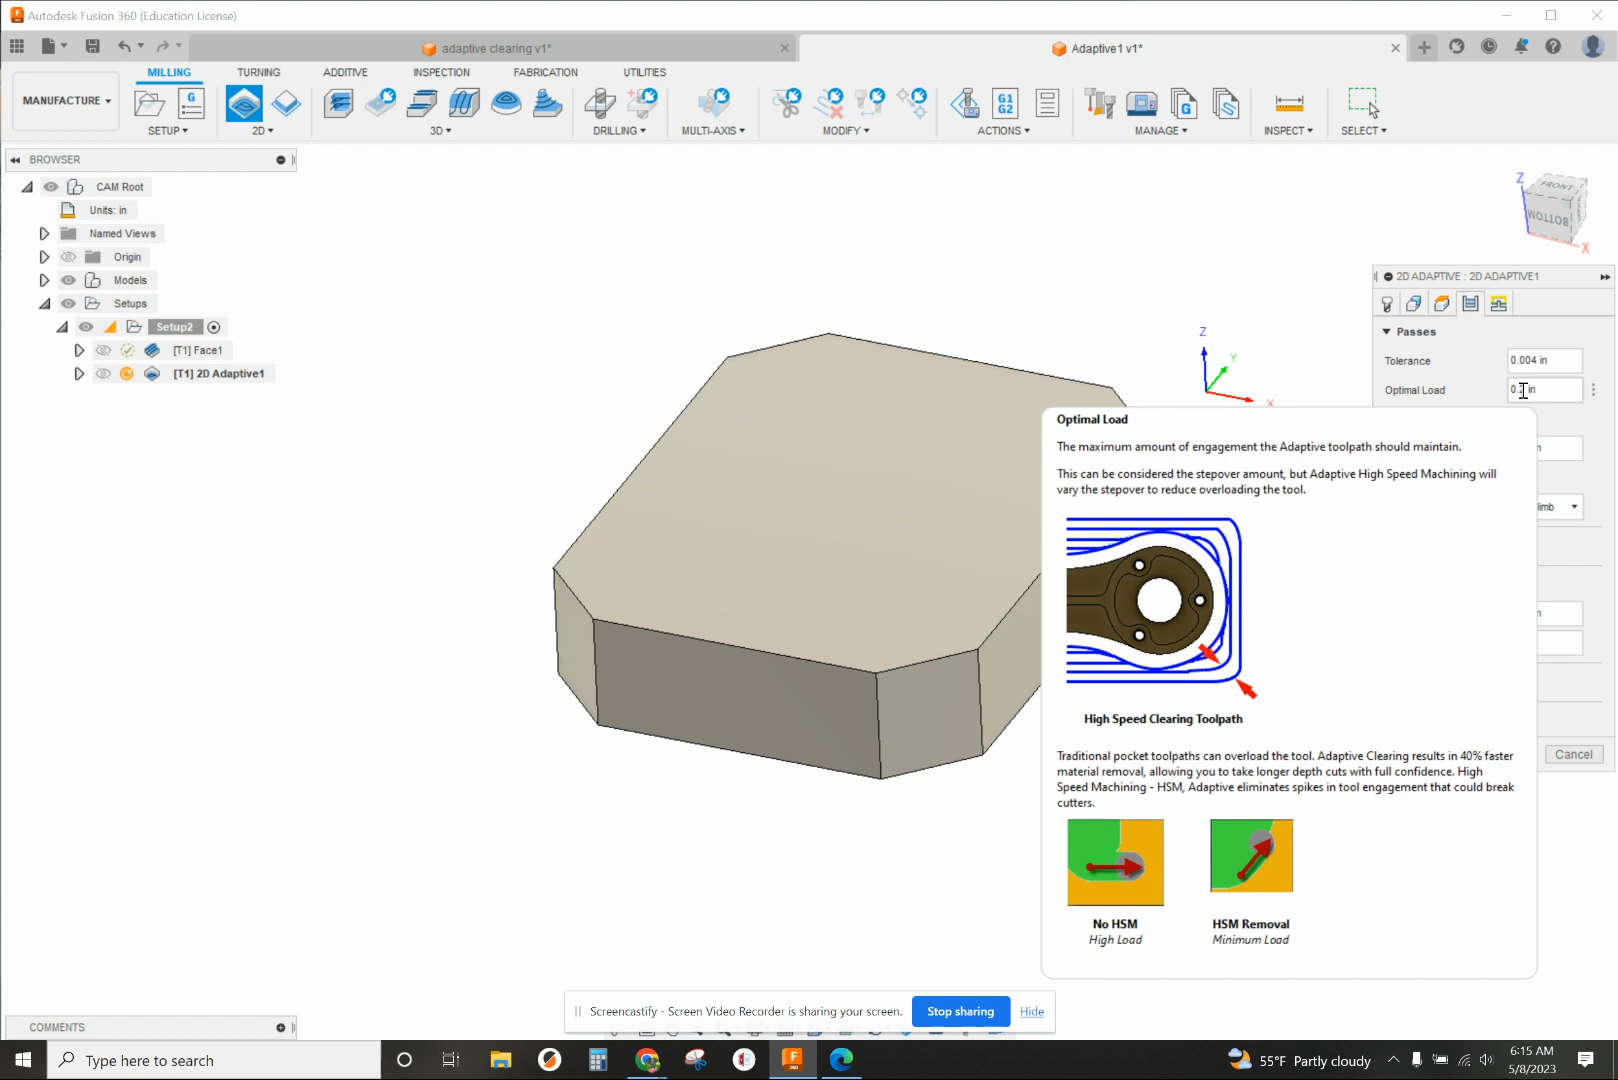 Autodesk Fusion 360 (Education License)
adaptive clearing v1*
Adaptive1 v1*
MILLING
TURNING
ADDITIVE
INSPECTION
FABRICATION
UTILITIES
MANUFACTURE
G
G1
G2
G
S
SETUP
2D
3D
DRILLING
MULTI-AXIS
MODIFY
ACTIONS
MANAGE
INSPECT
SELECT
BROWSER
CAM Root
Units: in
Named Views
Origin
Models
Setups
Setup2
[T1] Face1
[T1] 2D Adaptive1
Z
FRONT
BOTTOM
X
Z
Y
X
2D ADAPTIVE : 2D ADAPTIVE1
Passes
Tolerance
0.004 in
Optimal Load
in
imb
Cancel
Optimal Load
The maximum amount of engagement the Adaptive toolpath should maintain.
This can be considered the stepover amount, but Adaptive High Speed Machining will
vary the stepover to reduce overloading the tool.
High Speed Clearing Toolpath
Traditional pocket toolpaths can overload the tool. Adaptive Clearing results in 40% faster
material removal, allowing you to take longer depth cuts with full confidence. High
Speed Machining - HSM, Adaptive eliminates spikes in tool engagement that could break
cutters.
No HSM
High Load
HSM Removal
Minimum Load
Screencastify - Screen Video Recorder is sharing your screen.
Stop sharing
Hide
COMMENTS
Type here to search
55°F Partly cloudy
6:15 AM
5/8/2023